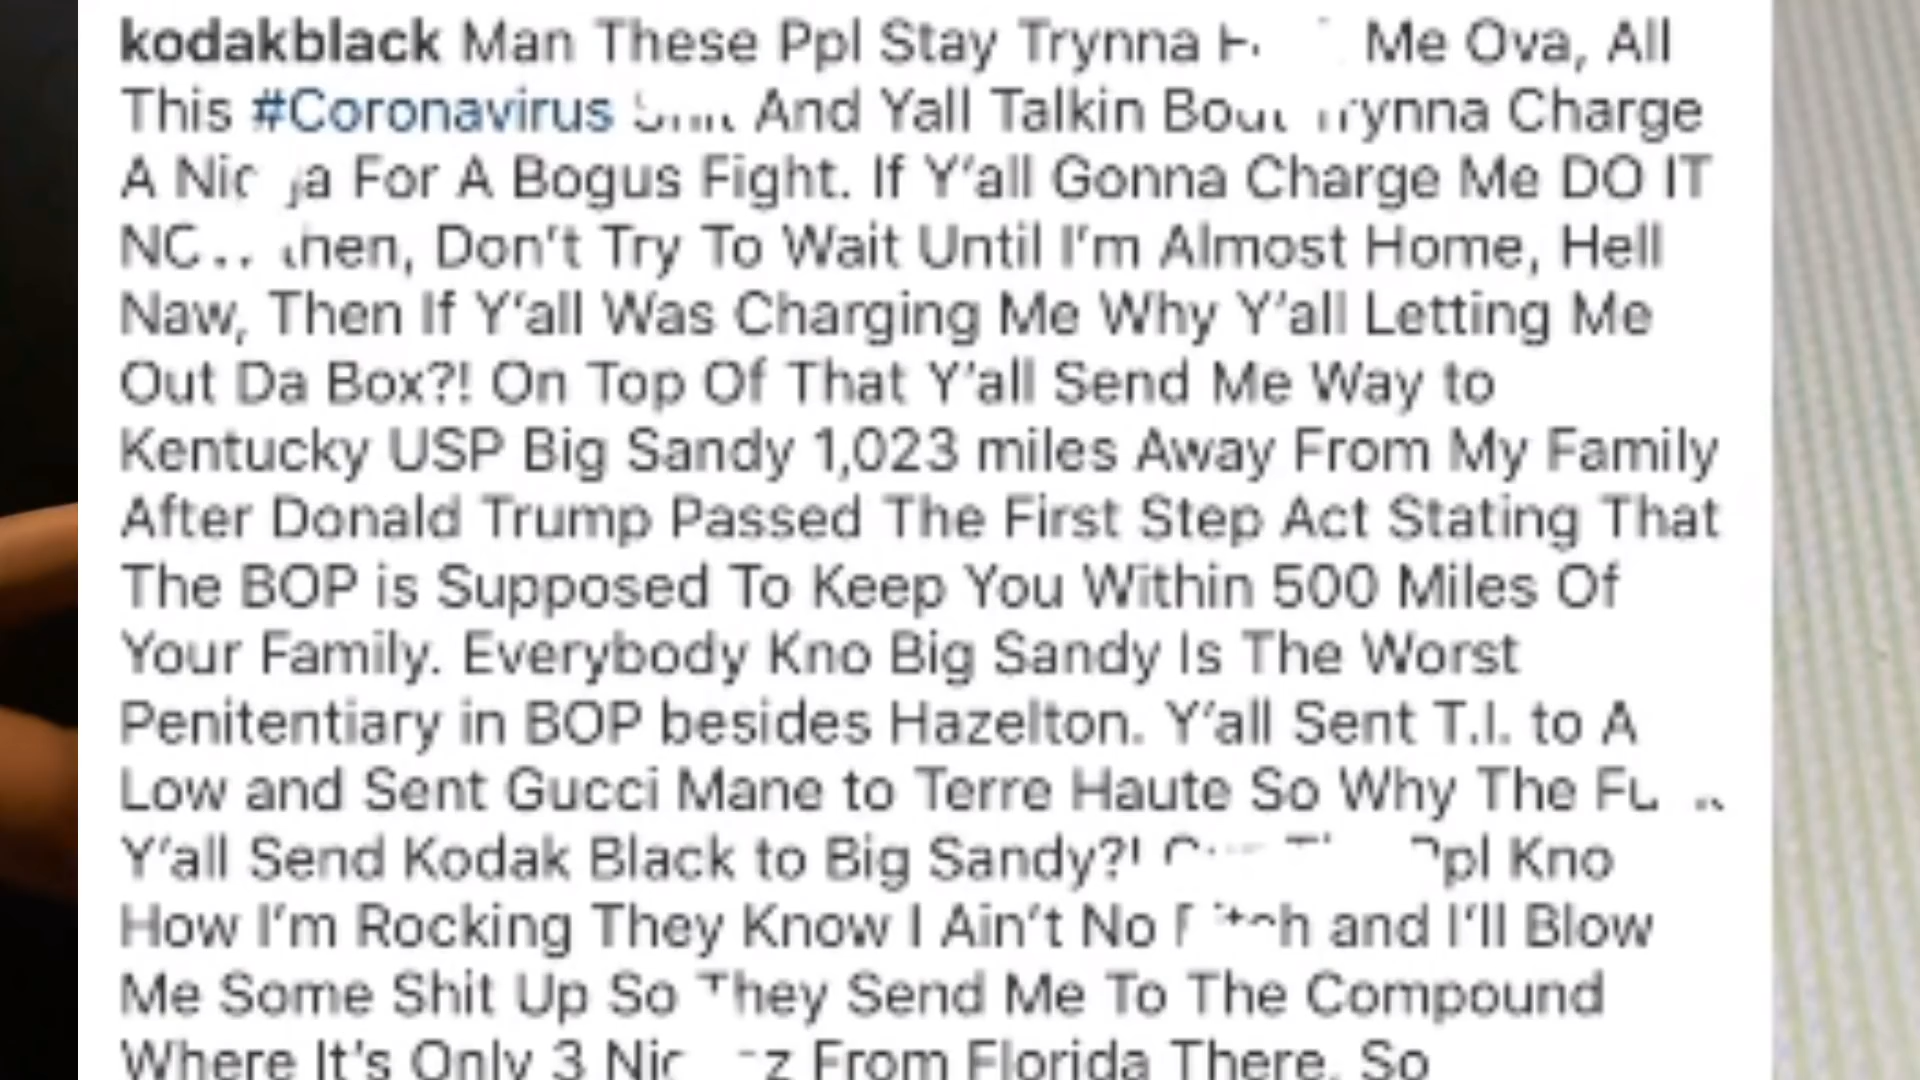 kodakblack Man These Ppl Stay Trynna Me Ova, All
This #Coronavirus And Yall Talkin Bout Trynna Charge
A For A Bogus Fight. If Y'all Gonna Charge Me DO IT
then, Don't Try To Wait Until I'm Almost Home, Hell
Naw, Then If Y'all Was Charging Me Why Y'all Letting Me
Out Da Box?! On Top Of That Y'all Send Me Way to
Kentucky USP Big Sandy 1,023 miles Away From My Family
After Donald Trump Passed The First Step Act Stating That
The BOP is Supposed To Keep You Within 500 Miles Of
Your Family. Everybody Kno Big Sandy Is The Worst
Penitentiary in BOP besides Hazelton. Y'all Sent T.I. to A
Low and Sent Gucci Mane to Terre Haute So Why The
Y'all Send Kodak Black to Big Sandy?! Ppl Kno
How I'm Rocking They Know I Ain't No and I'll Blow
Me Some Shit Up So They Send Me To The Compound
Where It's Only 3 From Florida There, So